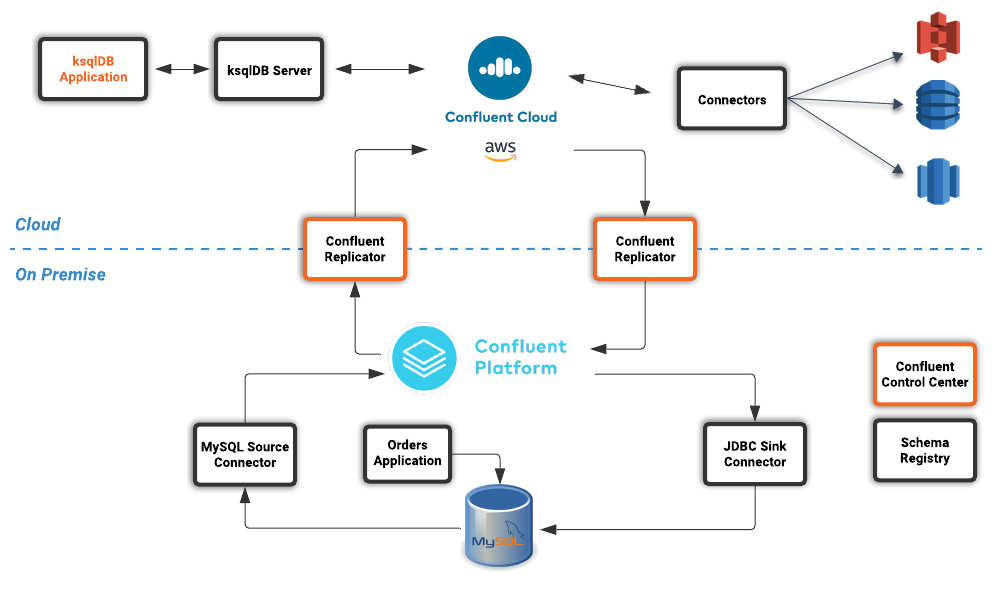 ksqlDB
Application
ksqlDB Server
Confluent Cloud
aws
Connectors
Cloud
Confluent
Replicator
Confluent
Replicator
On Premise
Confluent
Platform
Confluent
Control Center
MySQL Source
Connector
Orders
Application
JDBC Sink
Connector
Schema
Registry
MySQL